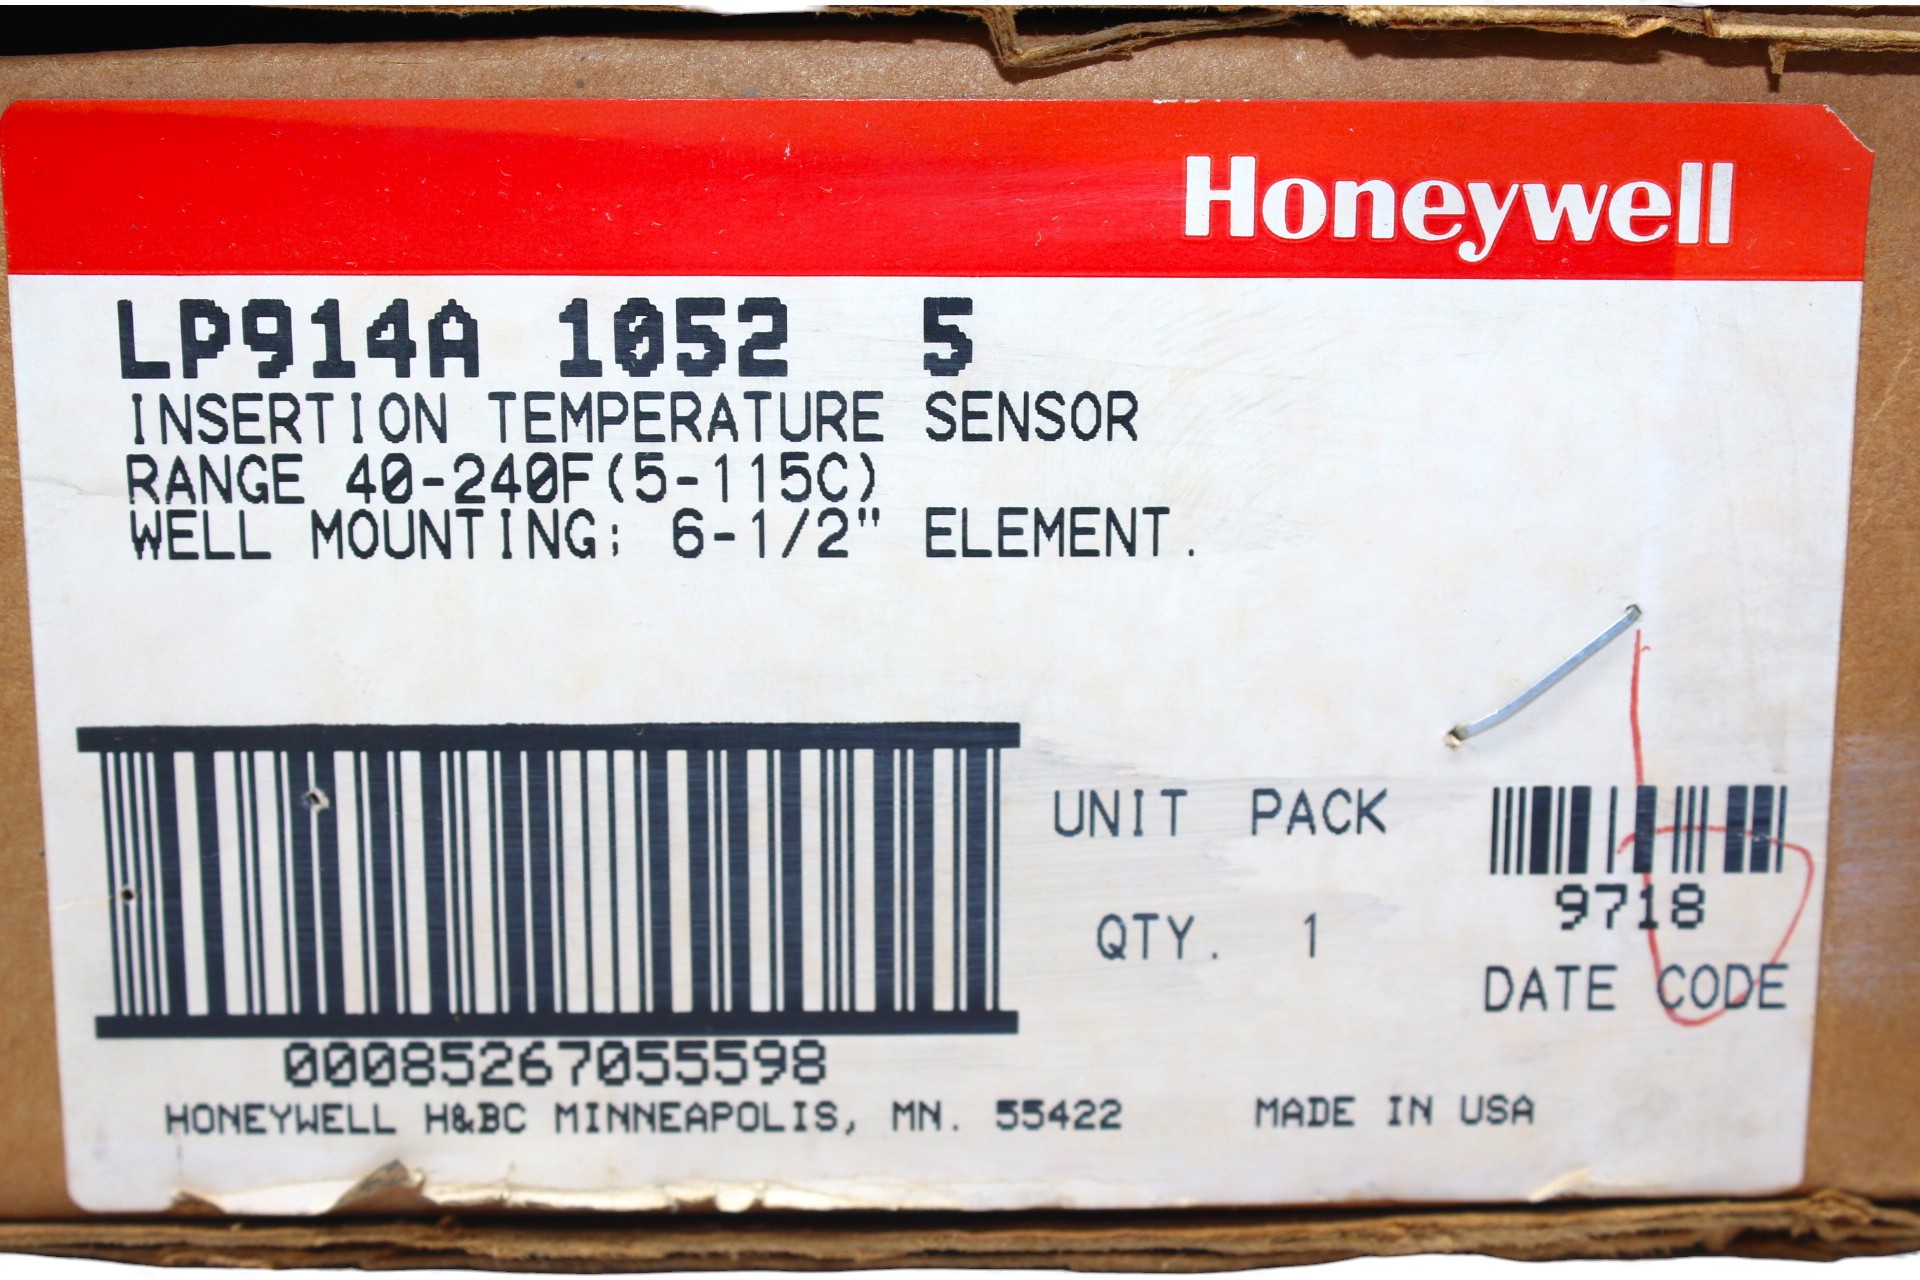 Honeywell
LP914A 1052 5
INSERTION TEMPERATURE SENSOR
RANGE 40-240F(5-115C)
WELL MOUNTING; 6-1/2" ELEMENT.
UNIT PACK
QTY. 1
9718
DATE CODE
00085267055598
HONEYWELL H&BC MINNEAPOLIS, MN. 55422 MADE IN USA